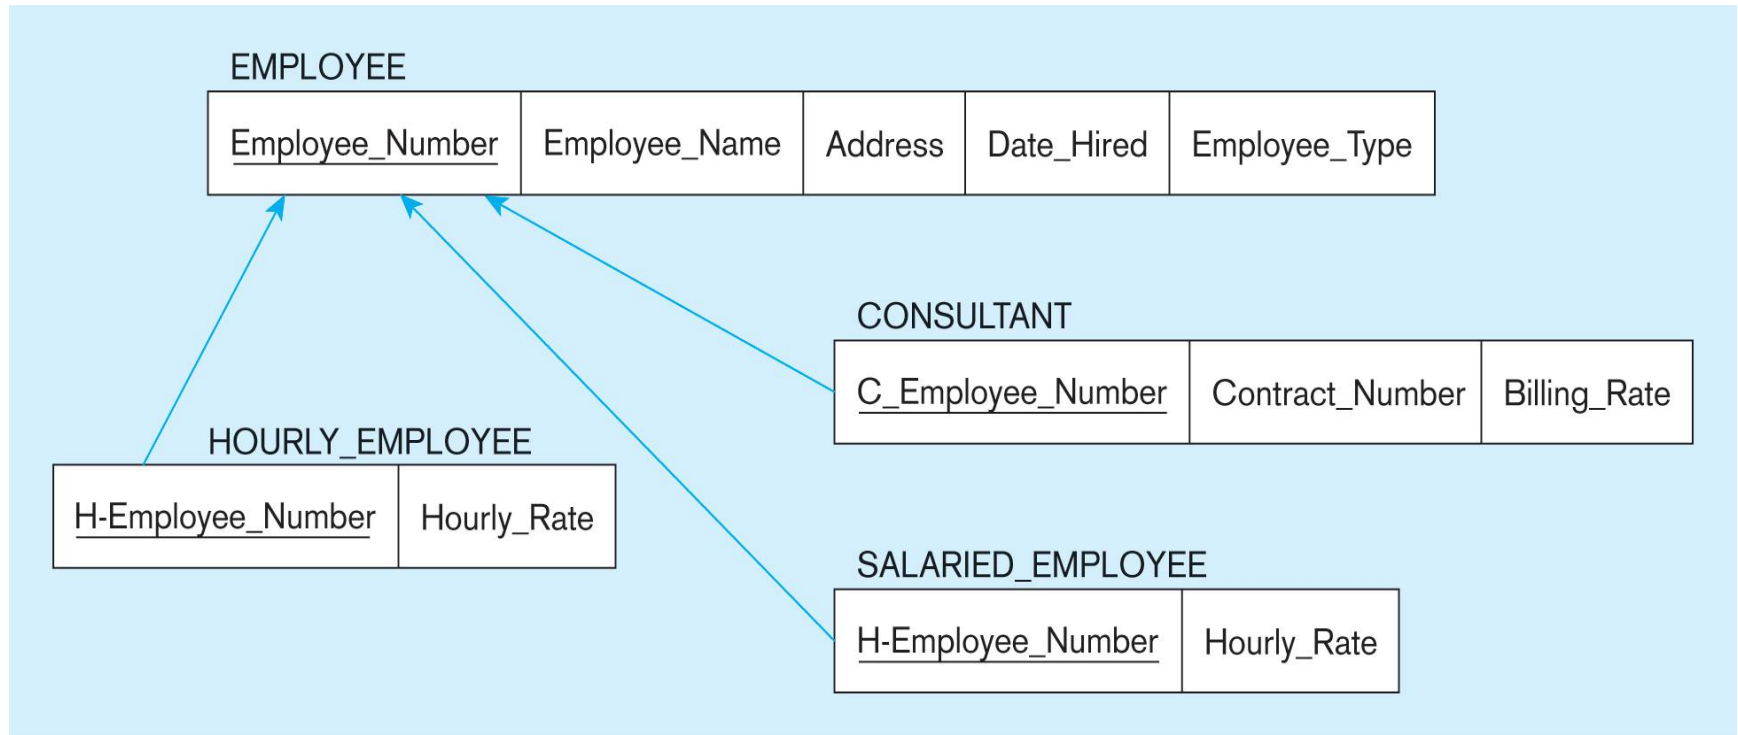 EMPLOYEE
Employee_Number Employee_Name Address Date_Hired Employee_Type
CONSULTANT
C_Employee_Number Contract_Number Billing_Rate
HOURLY_EMPLOYEE
H-Employee_Number Hourly_Rate
SALARIED_EMPLOYEE
H-Employee_Number Hourly_Rate